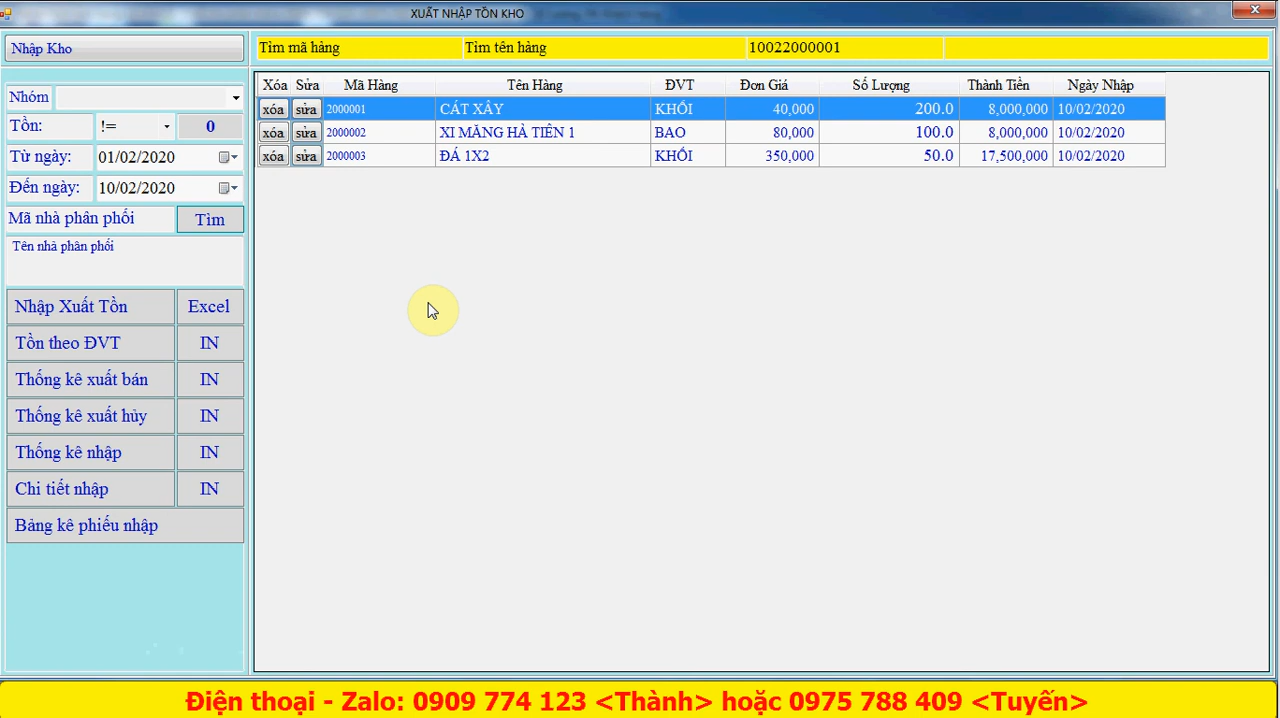 XUẤT NHẬP TỒN KHO
Nhập Kho
Tìm mã hàng Tìm tên hàng 10022000001
Nhóm
Tồn: != 0
Từ ngày: 01/02/2020
Đến ngày: 10/02/2020
Mã nhà phân phối Tìm
Tên nhà phân phối
Nhập Xuất Tồn Excel
Tồn theo ĐVT IN
Thống kê xuất bán IN
Thống kê xuất hủy IN
Thống kê nhập IN
Chi tiết nhập IN
Bảng kê phiếu nhập
Xóa Sửa Mã Hàng Tên Hàng ĐVT Đơn Giá Số Lượng Thành Tiền Ngày Nhập
xóa sửa 2000001 CÁT XÂY KHỐI 40,000 200.0 8,000,000 10/02/2020
xóa sửa 2000002 XI MĂNG HÀ TIÊN 1 BAO 80,000 100.0 8,000,000 10/02/2020
xóa sửa 2000003 ĐÁ 1X2 KHỐI 350,000 50.0 17,500,000 10/02/2020
Điện thoại - Zalo: 0909 774 123 <Thành> hoặc 0975 788 409 <Tuyến>